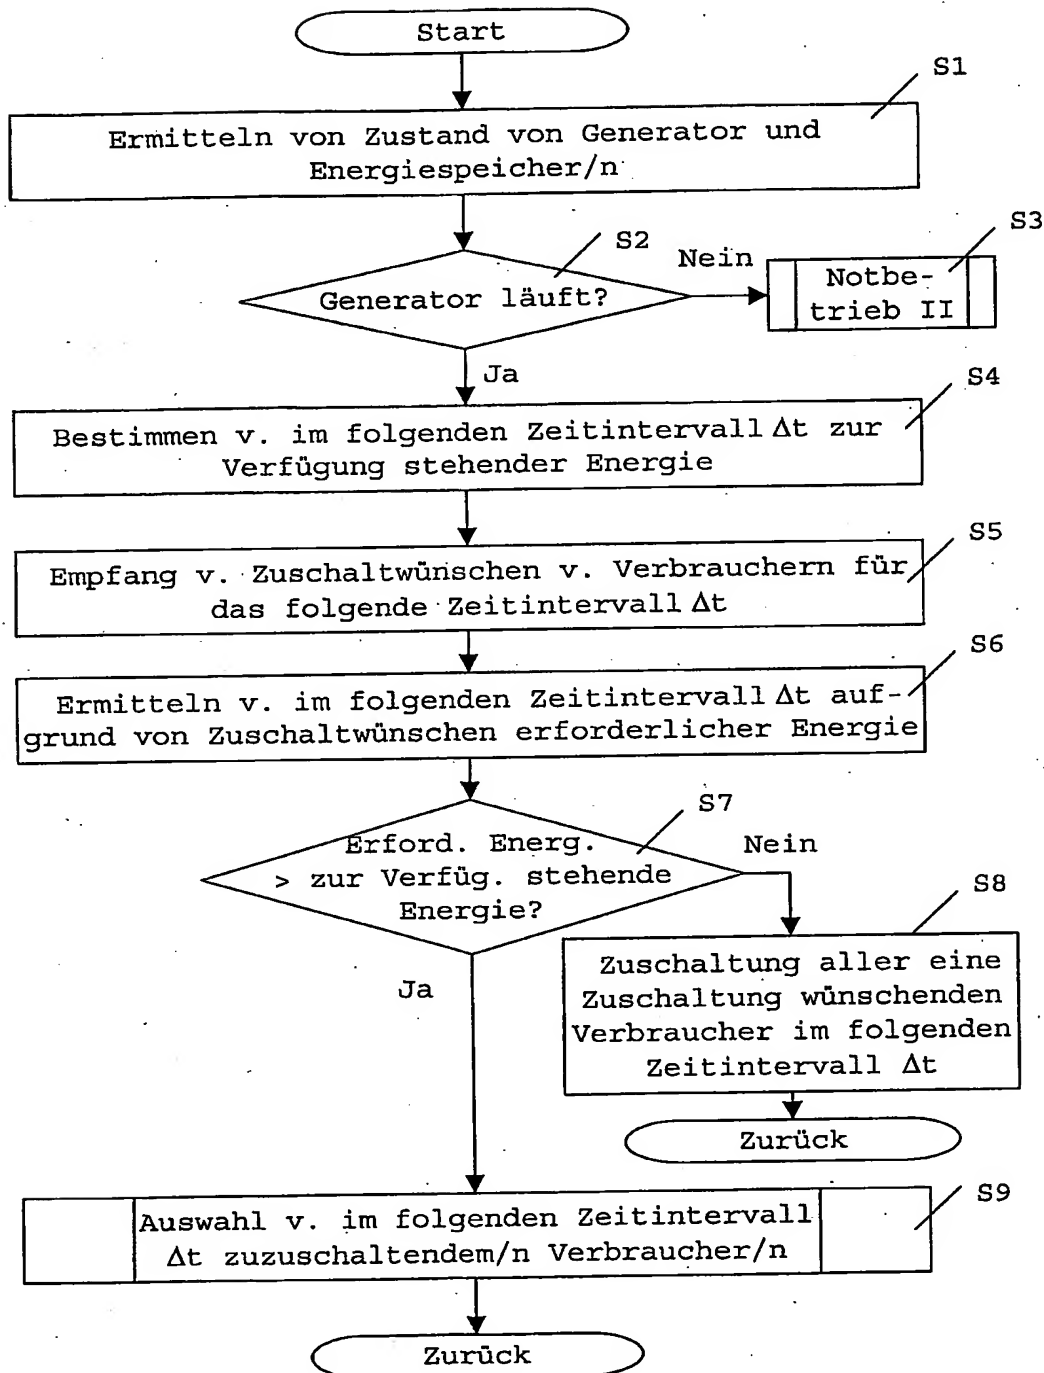 Start
S1
Ermitteln von Zustand von Generator und
Energiespeicher/n
S2
Generator läuft?
Nein
S3
Notbe-
trieb II
Ja
S4
Bestimmen v. im folgenden Zeitintervall Δt zur
Verfügung stehender Energie
S5
Empfang v. Zuschaltwünschen v. Verbrauchern für
das folgende Zeitintervall Δt
S6
Ermitteln v. im folgenden Zeitintervall Δt auf-
grund von Zuschaltwünschen erforderlicher Energie
S7
Erford. Energ.
> zur Verfüg. stehende
Energie?
Nein
S8
Zuschaltung aller eine
Zuschaltung wünschenden
Verbraucher im folgenden
Zeitintervall Δt
Ja
Zurück
S9
Auswahl v. im folgenden Zeitintervall
Δt zuzuschaltendem/n Verbraucher/n
Zurück